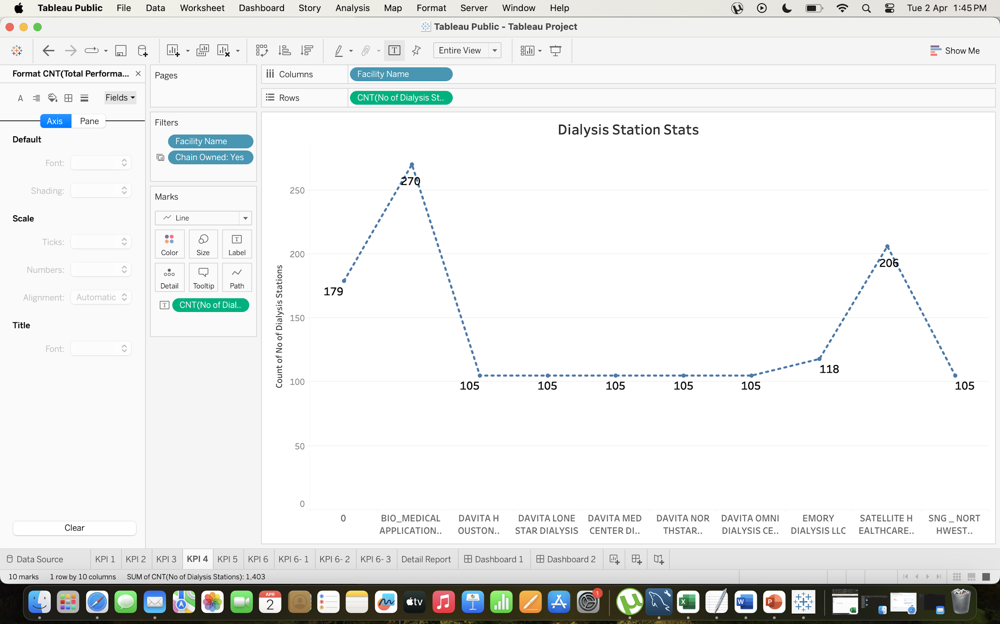 Tableau Public File Data Worksheet Dashboard Story Analysis Map Format Server Window Help Tue 2 Apr 1:45 PM
Tableau Public - Tableau Project
Entire View Show Me
Format CNT(Total Performa...
Fields
Axis Pane
Default
Font:
Shading:
Scale
Ticks:
Numbers:
Alignment: Automatic
Title
Font:
Clear
Pages
Filters
Facility Name
Chain Owned: Yes
Marks
Line
Color Size Label
Detail Tooltip Path
CNT(No of Dial..
Columns Facility Name
Rows CNT(No of Dialysis St..
Dialysis Station Stats
Count of No of Dialysis Stations
250
200
150
100
50
0
179
270
105
105
105
105
105
118
206
105
0
BIO_MEDICAL
APPLICATION..
DAVITA H
OUSTON..
DAVITA LONE
STAR DIALYSIS
DAVITA MED
CENTER DI..
DAVITA NOR
THSTAR..
DAVITA OMNI
DIALYSIS CE..
EMORY
DIALYSIS LLC
SATELLITE H
EALTHCARE..
SNG _ NORT
HWEST..
Data Source KPI 1 KPI 2 KPI 3 KPI 4 KPI 5 KPI 6 KPI 6- 1 KPI 6- 2 KPI 6- 3 Detail Report Dashboard 1 Dashboard 2
10 marks 1 row by 10 columns SUM of CNT(No of Dialysis Stations): 1,403
APR
2
tv
1